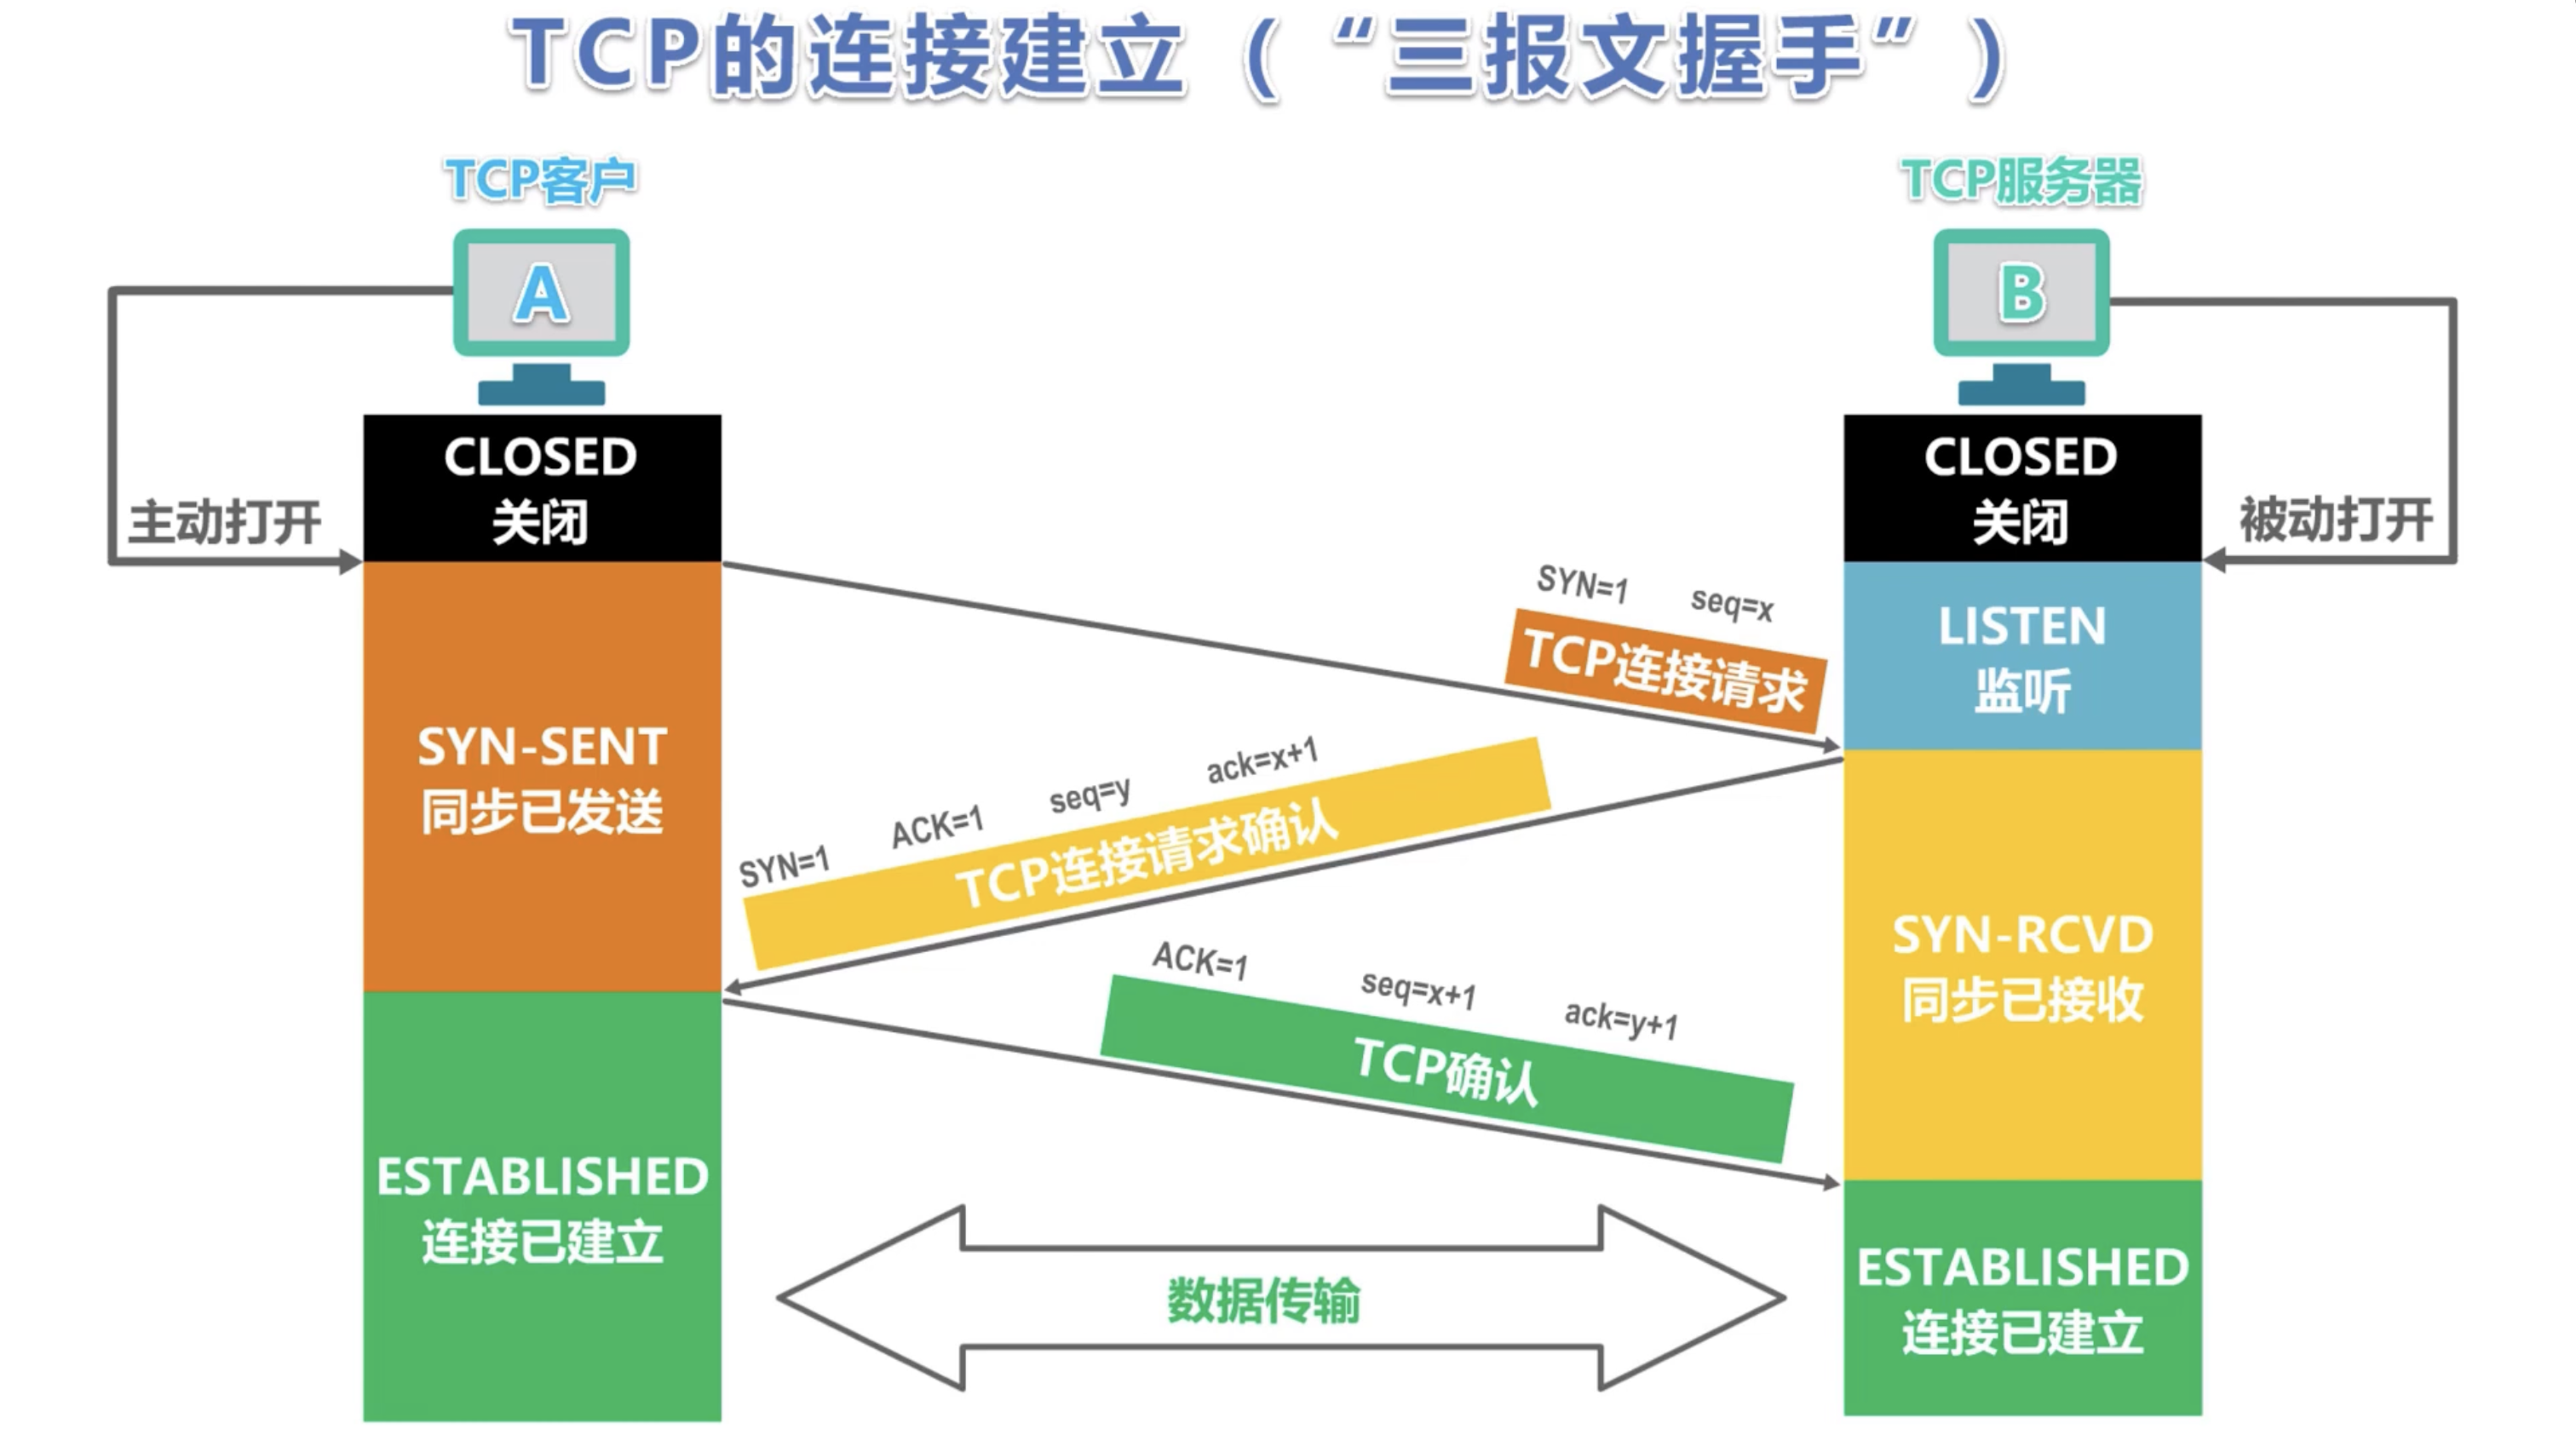 TCP的连接建立（“三报文握手”）
TCP客户
TCP服务器
A
B
CLOSED
关闭
CLOSED
关闭
主动打开
被动打开
SYN=1 seq=x
TCP连接请求
LISTEN
监听
SYN-SENT
同步已发送
SYN=1 ACK=1 seq=y ack=x+1
TCP连接请求确认
SYN-RCVD
同步已接收
ACK=1 seq=x+1 ack=y+1
TCP确认
ESTABLISHED
连接已建立
数据传输
ESTABLISHED
连接已建立